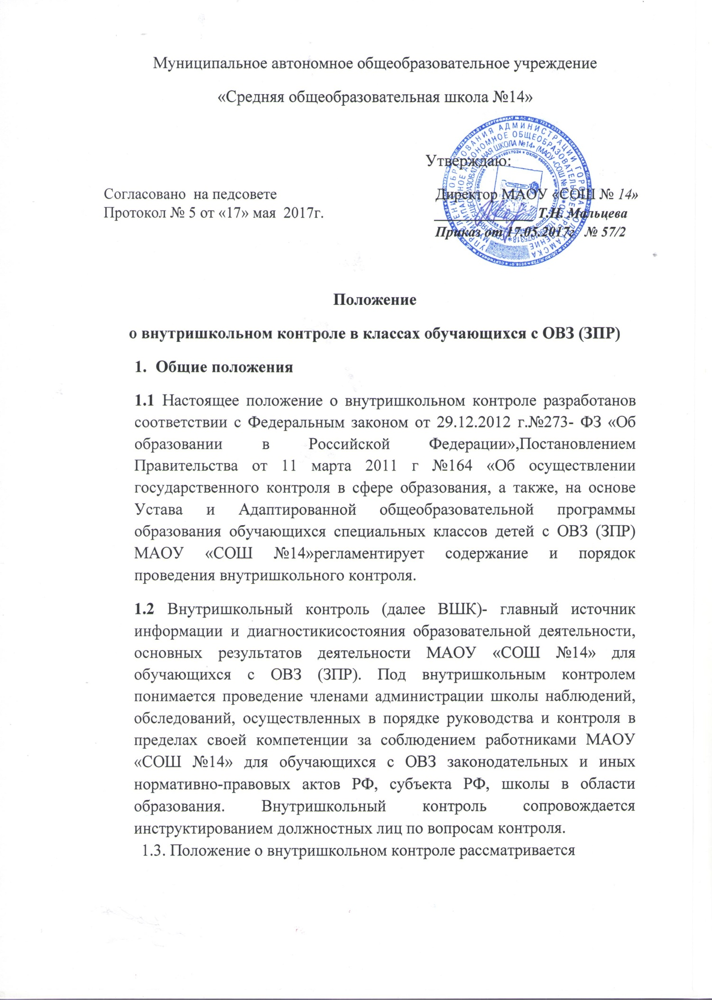 Муниципальное автономное общеобразовательное учреждение
«Средняя общеобразовательная школа №14»
Утверждаю:
Согласовано на педсовете
Протокол № 5 от «17» мая 2017г.
Директор МАОУ «СОШ № 14»
Т.Н. Мальцева
Приказ от 17.05.2017г. № 57/2
Положение
о внутришкольном контроле в классах обучающихся с ОВЗ (ЗПР)
1. Общие положения
1.1 Настоящее положение о внутришкольном контроле разработанов
соответствии с Федеральным законом от 29.12.2012 г.№273- ФЗ «Об
образовании в Российской Федерации»,Постановлением
Правительства от 11 марта 2011 г №164 «Об осуществлении
государственного контроля в сфере образования, а также, на основе
Устава и Адаптированной общеобразовательной программы
образования обучающихся специальных классов детей с ОВЗ (ЗПР)
МАОУ «СОШ №14»регламентирует содержание и порядок
проведения внутришкольного контроля.
1.2 Внутришкольный контроль (далее ВШК)- главный источник
информации и диагностикисостояния образовательной деятельности,
основных результатов деятельности МАОУ «СОШ №14» для
обучающихся с ОВЗ (ЗПР). Под внутришкольным контролем
понимается проведение членами администрации школы наблюдений,
обследований, осуществленных в порядке руководства и контроля в
пределах своей компетенции за соблюдением работниками МАОУ
«СОШ №14» для обучающихся с ОВЗ законодательных и иных
нормативно-правовых актов РФ, субъекта РФ, школы в области
образования. Внутришкольный контроль сопровождается
инструктированием должностных лиц по вопросам контроля.
1.3. Положение о внутришкольном контроле рассматривается